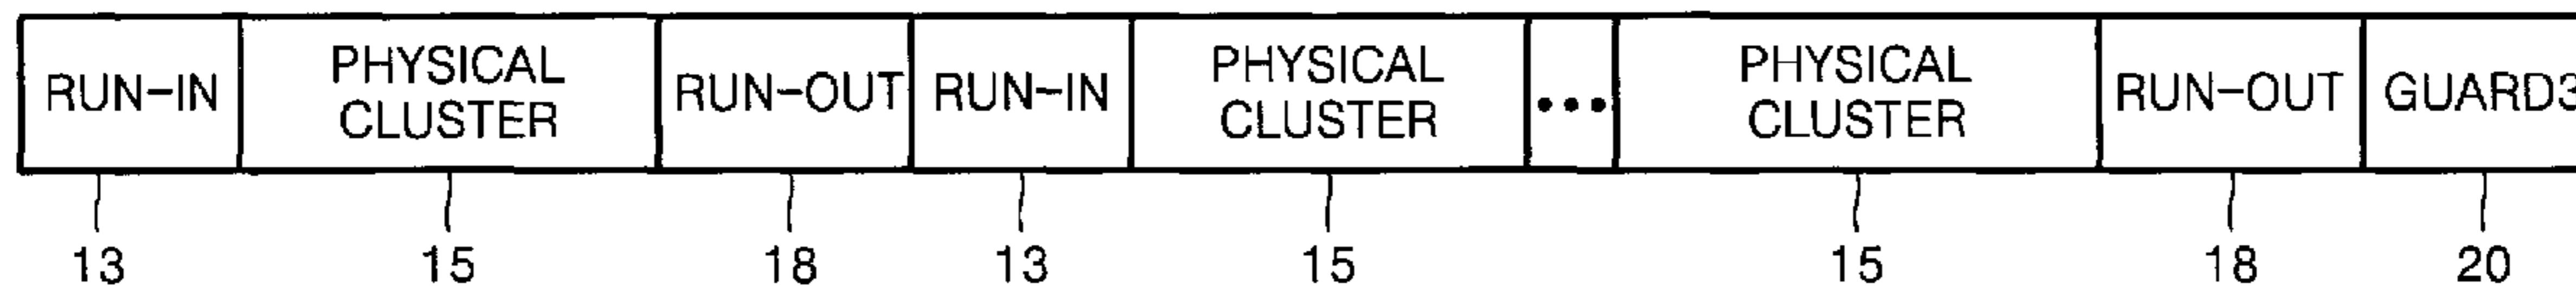 RUN-IN PHYSICAL CLUSTER RUN-OUT RUN-IN PHYSICAL CLUSTER ... PHYSICAL CLUSTER RUN-OUT GUARD3
13 15 18 13 15 15 18 20